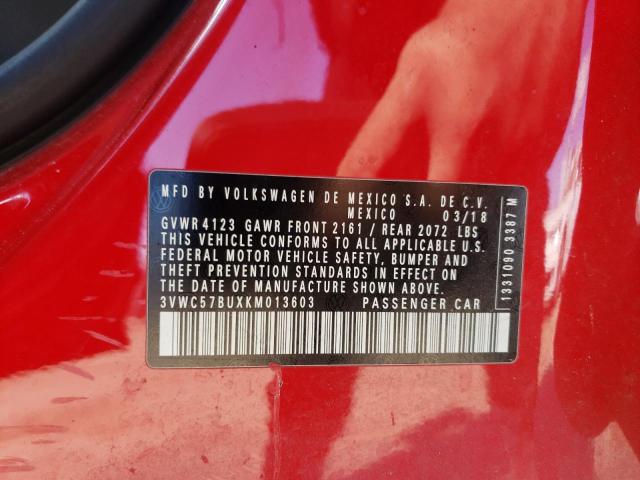 MFD BY VOLKSWAGEN DE MEXICO S.A. DE C.V.
MEXICO 03/18
GVWR 4123 GAWR FRONT 2161 / REAR 2072 LBS
THIS VEHICLE CONFORMS TO ALL APPLICABLE U.S.
FEDERAL MOTOR VEHICLE SAFETY, BUMPER AND
THEFT PREVENTION STANDARDS IN EFFECT ON
THE DATE OF MANUFACTURE SHOWN ABOVE.
3VWC57BUXKM013603 PASSENGER CAR
1331090 3387 M